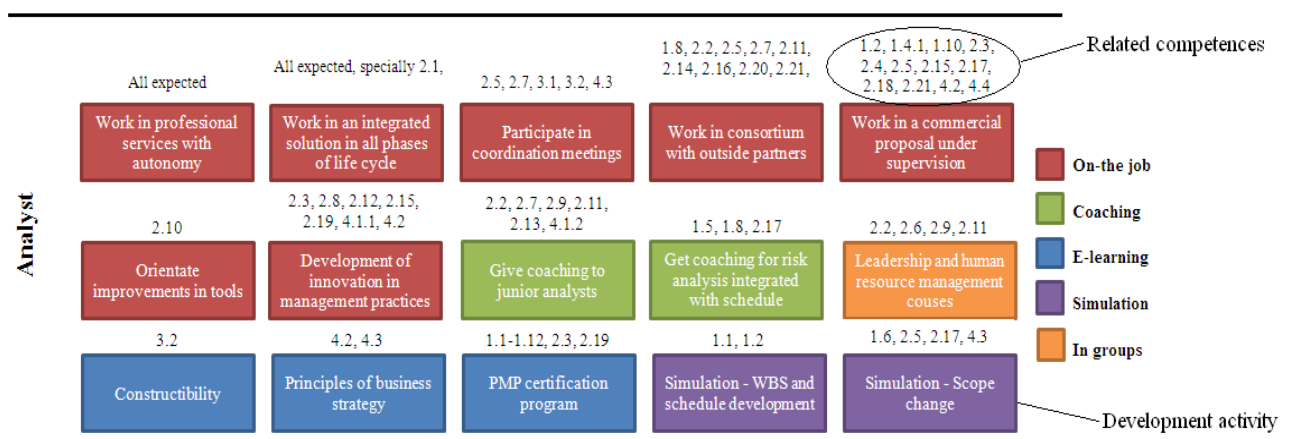 Analyst
All expected
Work in professional
services with
autonomy
All expected, specially 2.1,
Work in an integrated
solution in all phases
of life cycle
2.5, 2.7, 3.1, 3.2, 4.3
Participate in
coordination meetings
1.8, 2.2, 2.5, 2.7, 2.11,
2.14, 2.16, 2.20, 2.21,
Work in consortium
with outside partners
1.2, 1.4.1, 1.10, 2.3,
2.4, 2.5, 2.15, 2.17,
2.18, 2.21, 4.2, 4.4
Work in a commercial
proposal under
supervision
Related competences
2.10
Orientate
improvements in tools
2.3, 2.8, 2.12, 2.15,
2.19, 4.1.1, 4.2
Development of
innovation in
management practices
2.2, 2.7, 2.9, 2.11,
2.13, 4.1.2
Give coaching to
junior analysts
1.5, 1.8, 2.17
Get coaching for risk
analysis integrated
with schedule
2.2, 2.6, 2.9, 2.11
Leadership and human
resource management
couses
3.2
Constructibility
4.2, 4.3
Principles of business
strategy
1.1-1.12, 2.3, 2.19
PMP certification
program
1.1, 1.2
Simulation - WBS and
schedule development
1.6, 2.5, 2.17, 4.3
Simulation - Scope
change
On-the job
Coaching
E-learning
Simulation
In groups
Development activity